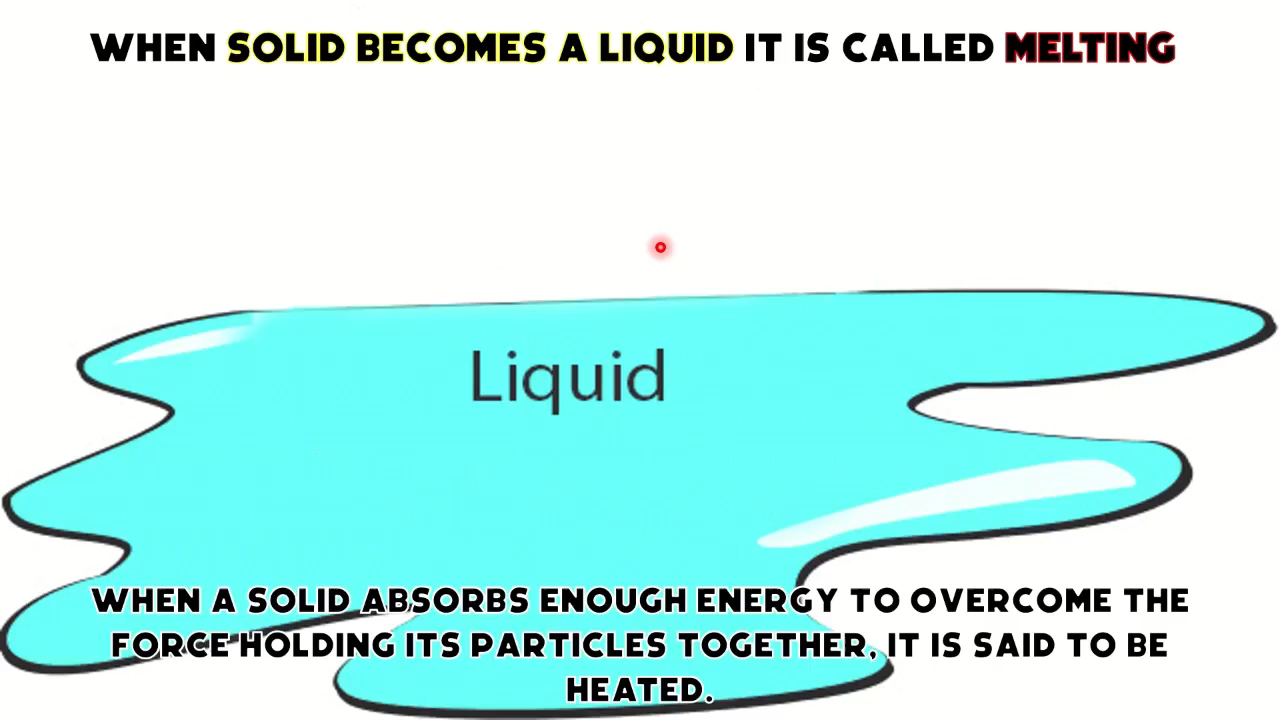 WHEN SOLID BECOMES A LIQUID IT IS CALLED MELTING
Liquid
WHEN A SOLID ABSORBS ENOUGH ENERGY TO OVERCOME THE
FORCE HOLDING ITS PARTICLES TOGETHER, IT IS SAID TO BE
HEATED.